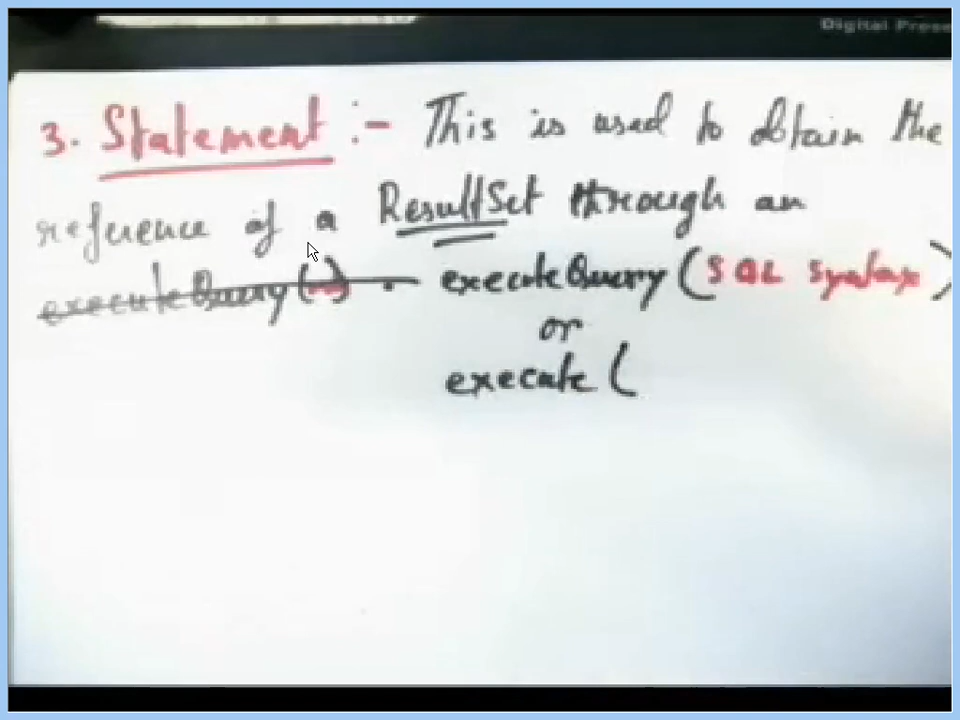 Digital Prese
3. Statement :- This is used to obtain the
reference of a ResultSet through an
executeQuery(
executeQuery (SQL Syntax)
or
execute (